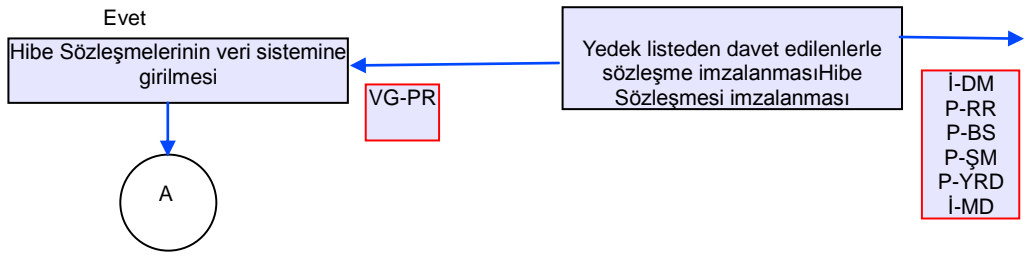 Evet
Hibe Sözleşmelerinin veri sistemine
girilmesi
VG-PR
A
Yedek listeden davet edilenlerle
sözleşme imzalanmasıHibe
Sözleşmesi imzalanması
İ-DM
P-RR
P-BS
P-ŞM
P-YRD
İ-MD